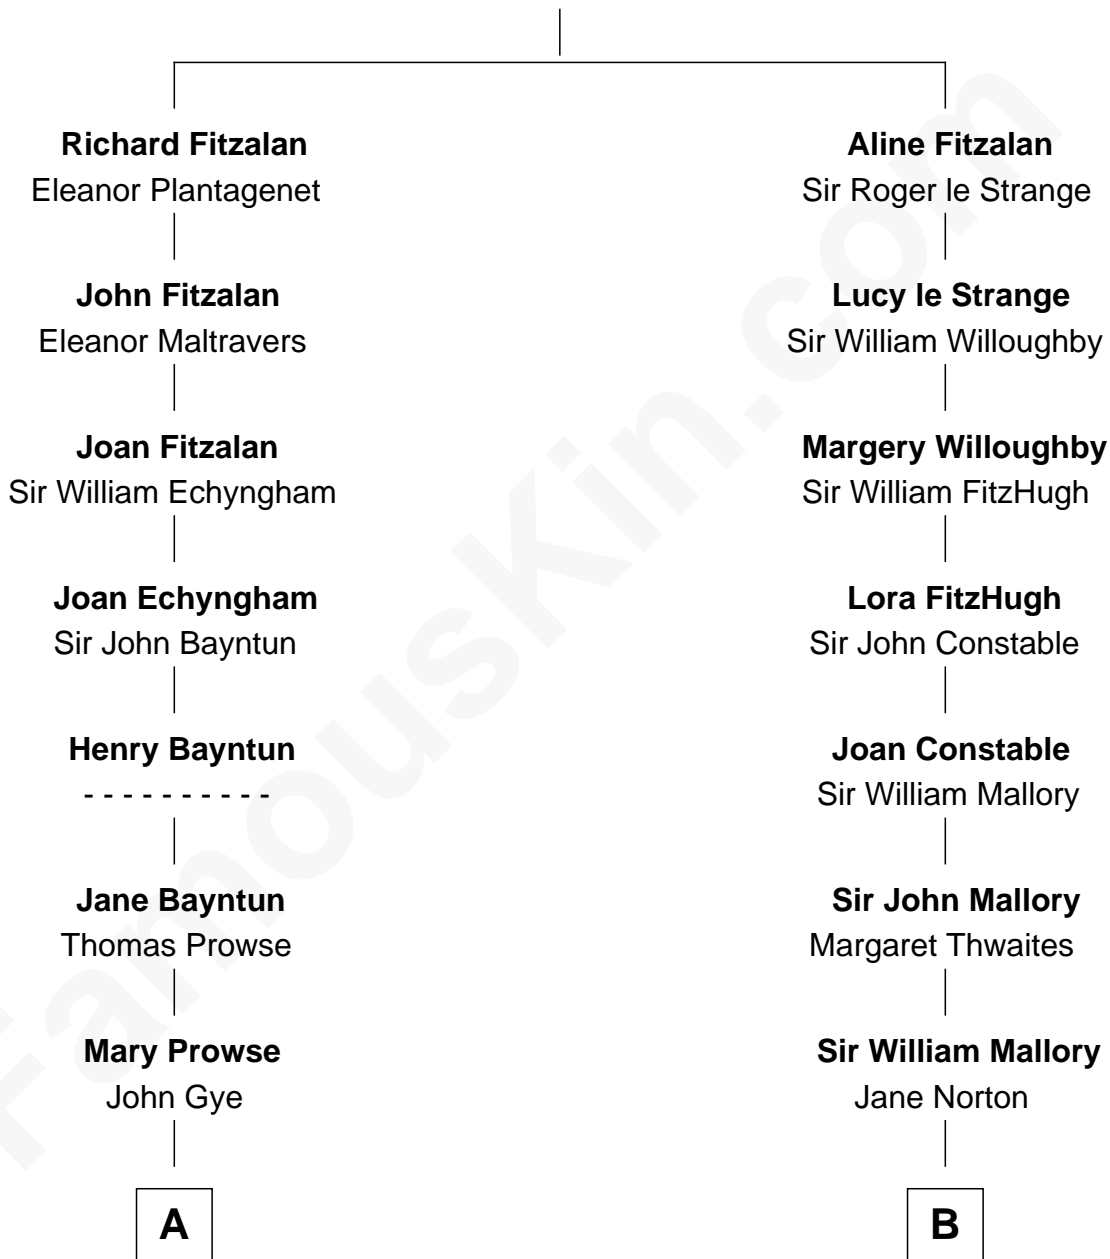 Richard Fitzalan
Eleanor Plantagenet
John Fitzalan
Eleanor Maltravers
Joan Fitzalan
Sir William Echyngham
Joan Echyngham
Sir John Bayntun
Henry Bayntun
- - - - - - - - - -
Jane Bayntun
Thomas Prowse
Mary Prowse
John Gye
A
Aline Fitzalan
Sir Roger le Strange
Lucy le Strange
Sir William Willoughby
Margery Willoughby
Sir William FitzHugh
Lora FitzHugh
Sir John Constable
Joan Constable
Sir William Mallory
Sir John Mallory
Margaret Thwaites
Sir William Mallory
Jane Norton
B
FamousKin.com